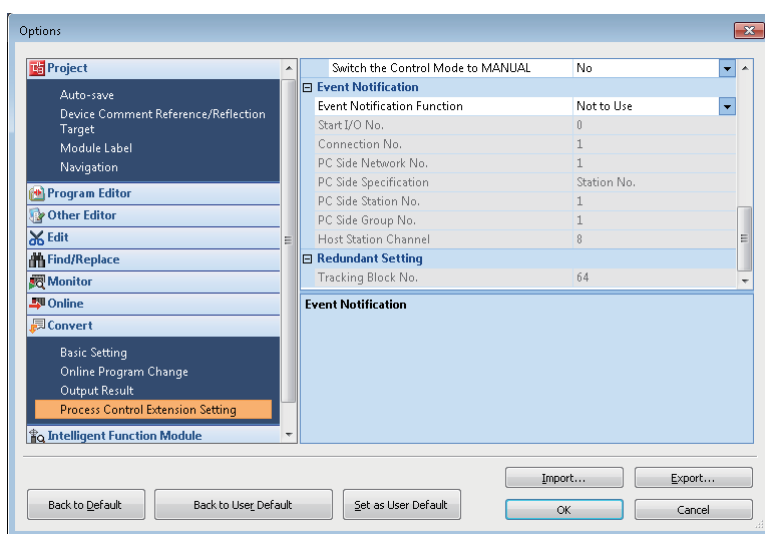 Options
Project
Auto-save
Device Comment Reference/Reflection
Target
Module Label
Navigation
Program Editor
Other Editor
Edit
Find/Replace
Monitor
Online
Convert
Basic Setting
Online Program Change
Output Result
Process Control Extension Setting
Intelligent Function Module
Switch the Control Mode to MANUAL No
Event Notification
Event Notification Function Not to Use
Start I/O No. 0
Connection No. 1
PC Side Network No. 1
PC Side Specification Station No.
PC Side Station No. 1
PC Side Group No. 1
Host Station Channel 8
Redundant Setting
Tracking Block No. 64
Event Notification
Import... Export...
Back to Default Back to User Default Set as User Default OK Cancel